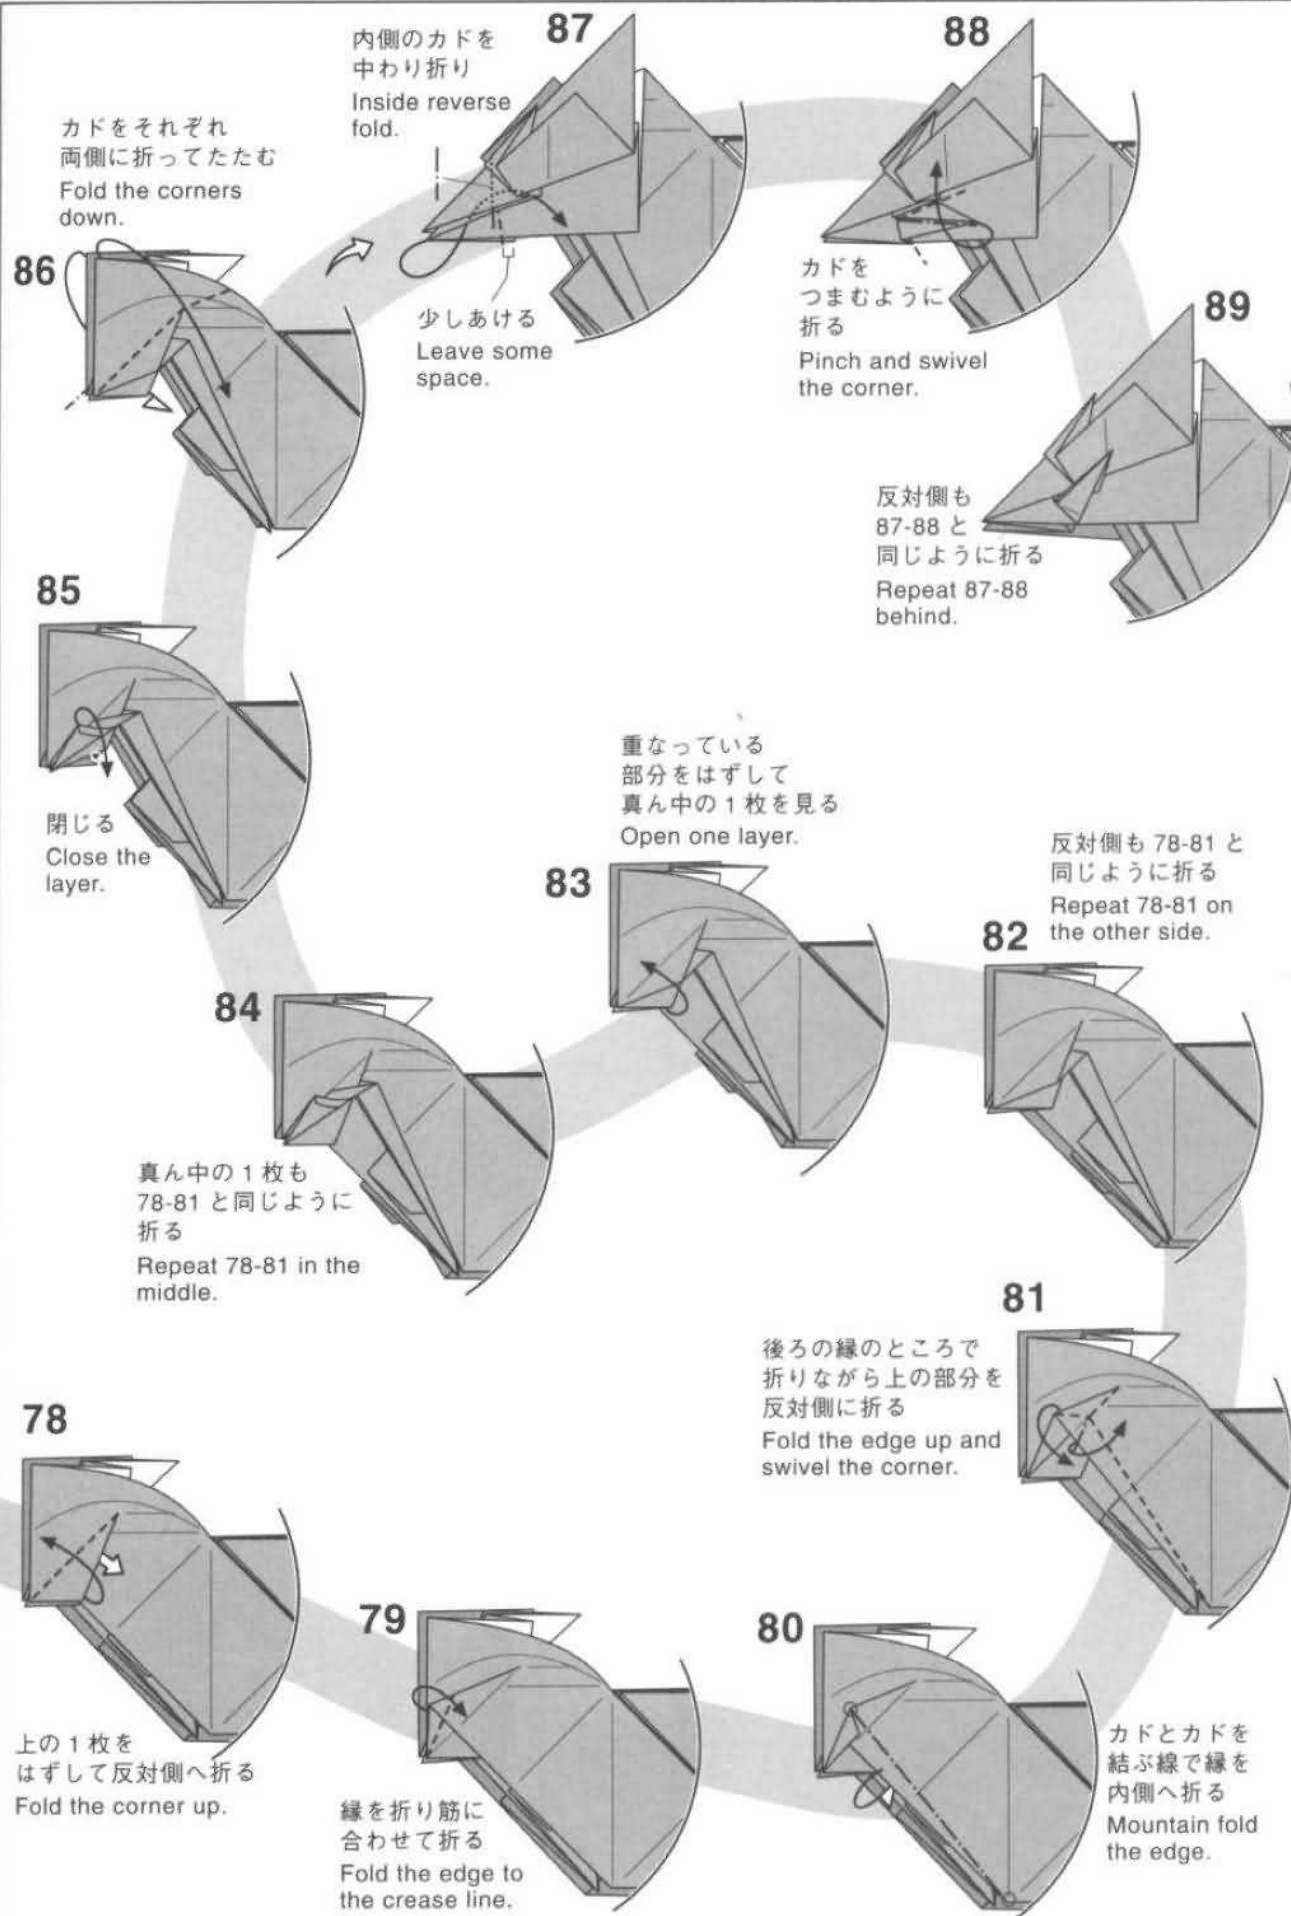 78
上の1枚を
はずして反対側へ折る
Fold the corner up.
79
縁を折り筋に
合わせて折る
Fold the edge to
the crease line.
80
カドとカドを
結ぶ線で縁を
内側へ折る
Mountain fold
the edge.
81
後ろの縁のところで
折りながら上の部分を
反対側に折る
Fold the edge up and
swivel the corner.
82
反対側も 78-81 と
同じように折る
Repeat 78-81 on
the other side.
83
重なっている
部分をはずして
真ん中の1枚を見る
Open one layer.
84
真ん中の1枚も
78-81 と同じように
折る
Repeat 78-81 in the
middle.
85
閉じる
Close the
layer.
86
カドをそれぞれ
両側に折ってたたむ
Fold the corners
down.
87
内側のカドを
中わり折り
Inside reverse
fold.
少しあける
Leave some
space.
88
カドを
つまむように
折る
Pinch and swivel
the corner.
89
反対側も
87-88 と
同じように折る
Repeat 87-88
behind.